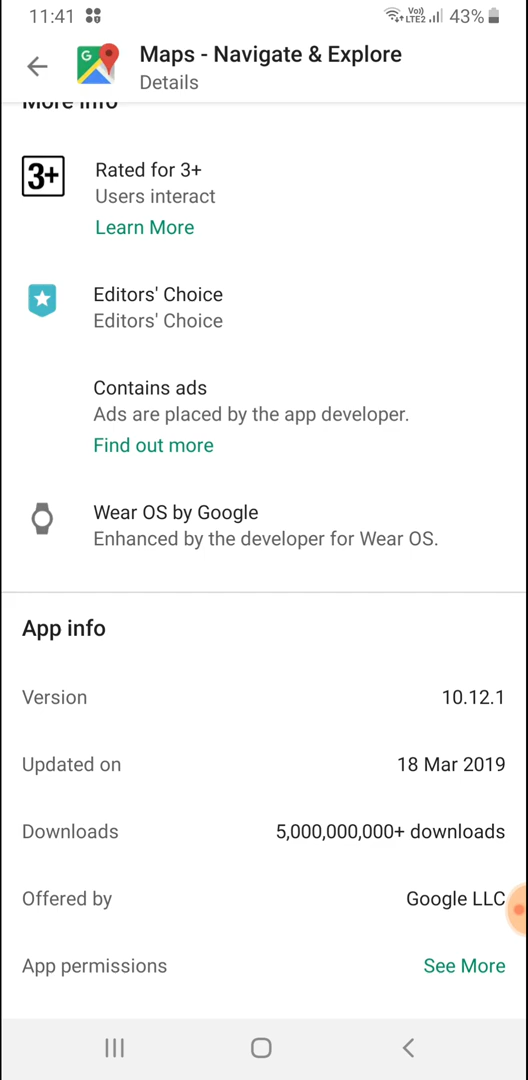 11:41
Vo)) LTE2 43%
Maps - Navigate & Explore
Details
More info
3+
Rated for 3+
Users interact
Learn More
Editors' Choice
Editors' Choice
Contains ads
Ads are placed by the app developer.
Find out more
Wear OS by Google
Enhanced by the developer for Wear OS.
App info
Version 10.12.1
Updated on 18 Mar 2019
Downloads 5,000,000,000+ downloads
Offered by Google LLC
App permissions See More